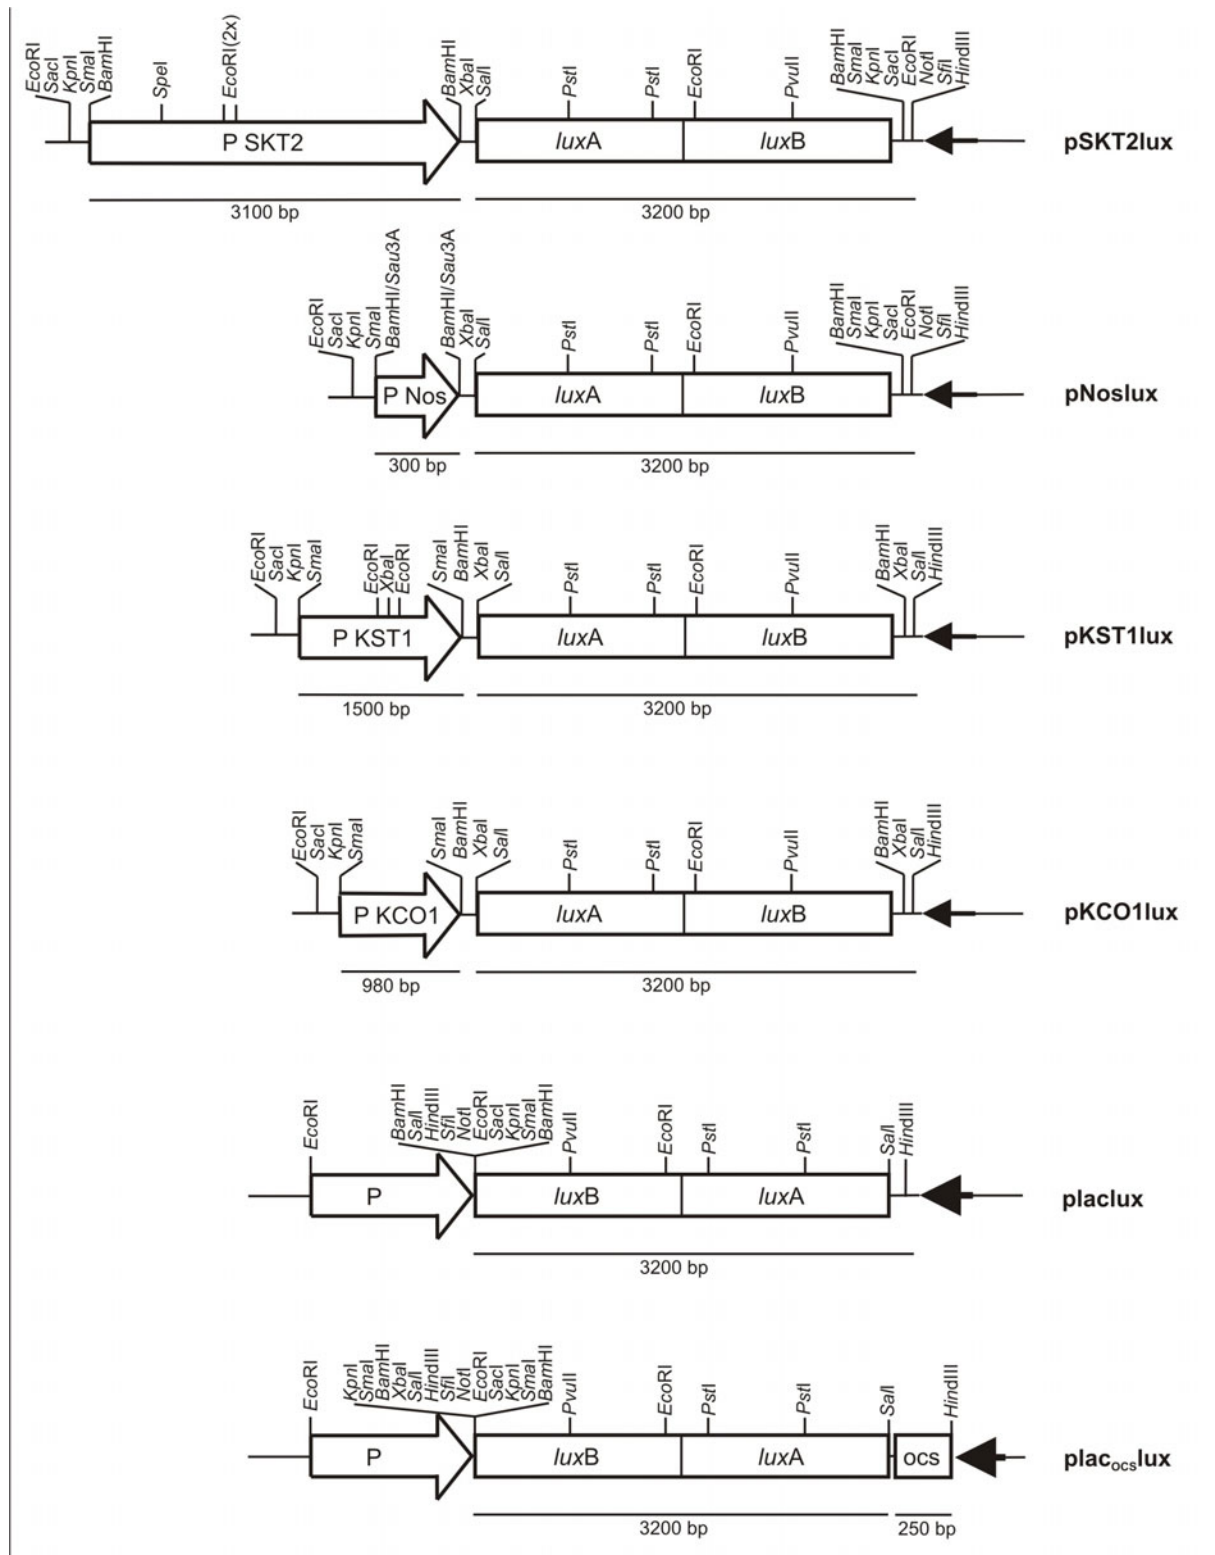 EcoRI SacI KpnI SmaI BamHI SpeI EcoRI(2x) BamHI XbaI SalI PstI PstI EcoRI PvuII BamHI SmaI KpnI SacI EcoRI NotI SfiI HindIII
P SKT2 luxA luxB pSKT2lux
3100 bp 3200 bp
EcoRI SacI KpnI SmaI BamHI/Sau3A BamHI/Sau3A XbaI SalI PstI PstI EcoRI PvuII BamHI SmaI KpnI SacI EcoRI NotI SfiI HindIII
P Nos luxA luxB pNoslux
300 bp 3200 bp
EcoRI SacI KpnI SmaI EcoRI XbaI EcoRI SmaI BamHI XbaI SalI PstI PstI EcoRI PvuII BamHI XbaI SalI HindIII
P KST1 luxA luxB pKST1lux
1500 bp 3200 bp
EcoRI SacI KpnI SmaI SmaI BamHI XbaI SalI PstI PstI EcoRI PvuII BamHI XbaI SalI HindIII
P KCO1 luxA luxB pKCO1lux
980 bp 3200 bp
EcoRI BamHI SalI HindIII SfiI NotI EcoRI SacI KpnI SmaI BamHI PvuII EcoRI PstI PstI SalI HindIII
P luxB luxA placlux
3200 bp
EcoRI KpnI SmaI BamHI XbaI SalI HindIII SfiI NotI EcoRI SacI KpnI SmaI BamHI PvuII EcoRI PstI PstI SalI HindIII
P luxB luxA ocs placocslux
3200 bp 250 bp